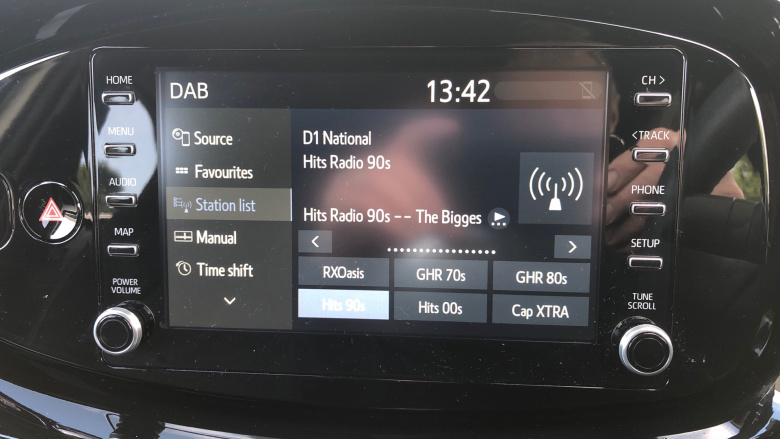 DAB 13:42
HOME
MENU
AUDIO
MAP
POWER
VOLUME
Source
Favourites
Station list
Manual
Time shift
D1 National
Hits Radio 90s
Hits Radio 90s -- The Bigges
<
>
RXOasis GHR 70s GHR 80s
Hits 90s Hits 00s Cap XTRA
CH >
< TRACK
PHONE
SETUP
TUNE
SCROLL